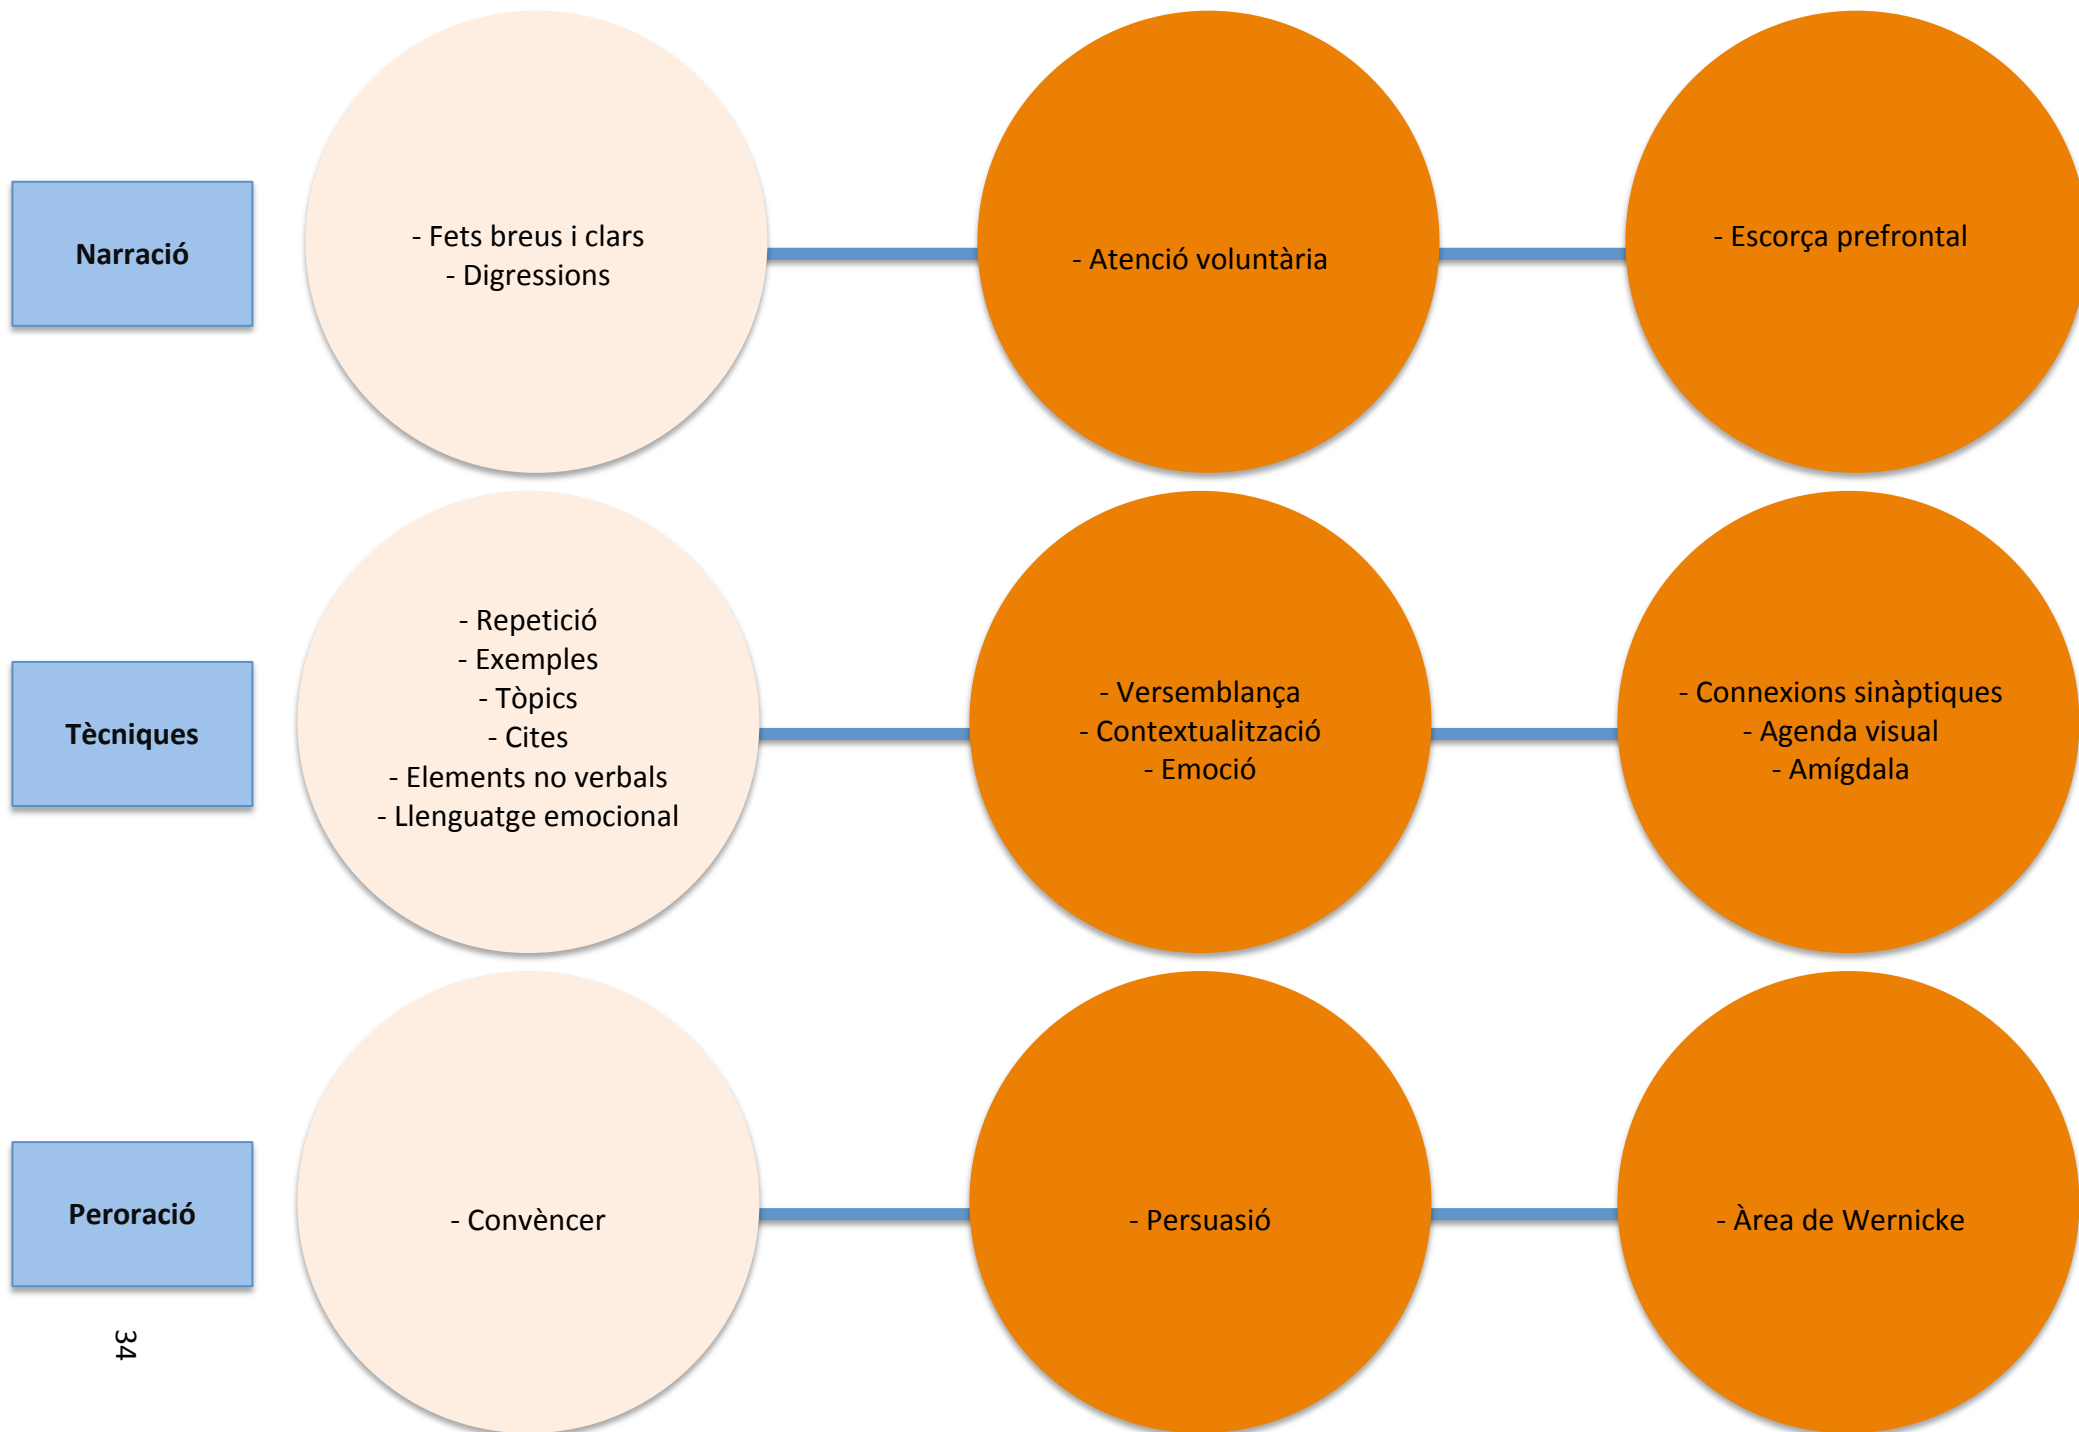 Narració
- Fets breus i clars
- Digressions
- Atenció voluntària
- Escorça prefrontal
Tècniques
- Repetició
- Exemples
- Tòpics
- Cites
- Elements no verbals
- Llenguatge emocional
- Versemblança
- Contextualització
- Emoció
- Connexions sinàptiques
- Agenda visual
- Amígdala
Peroració
- Convèncer
- Persuasió
- Àrea de Wernicke
34